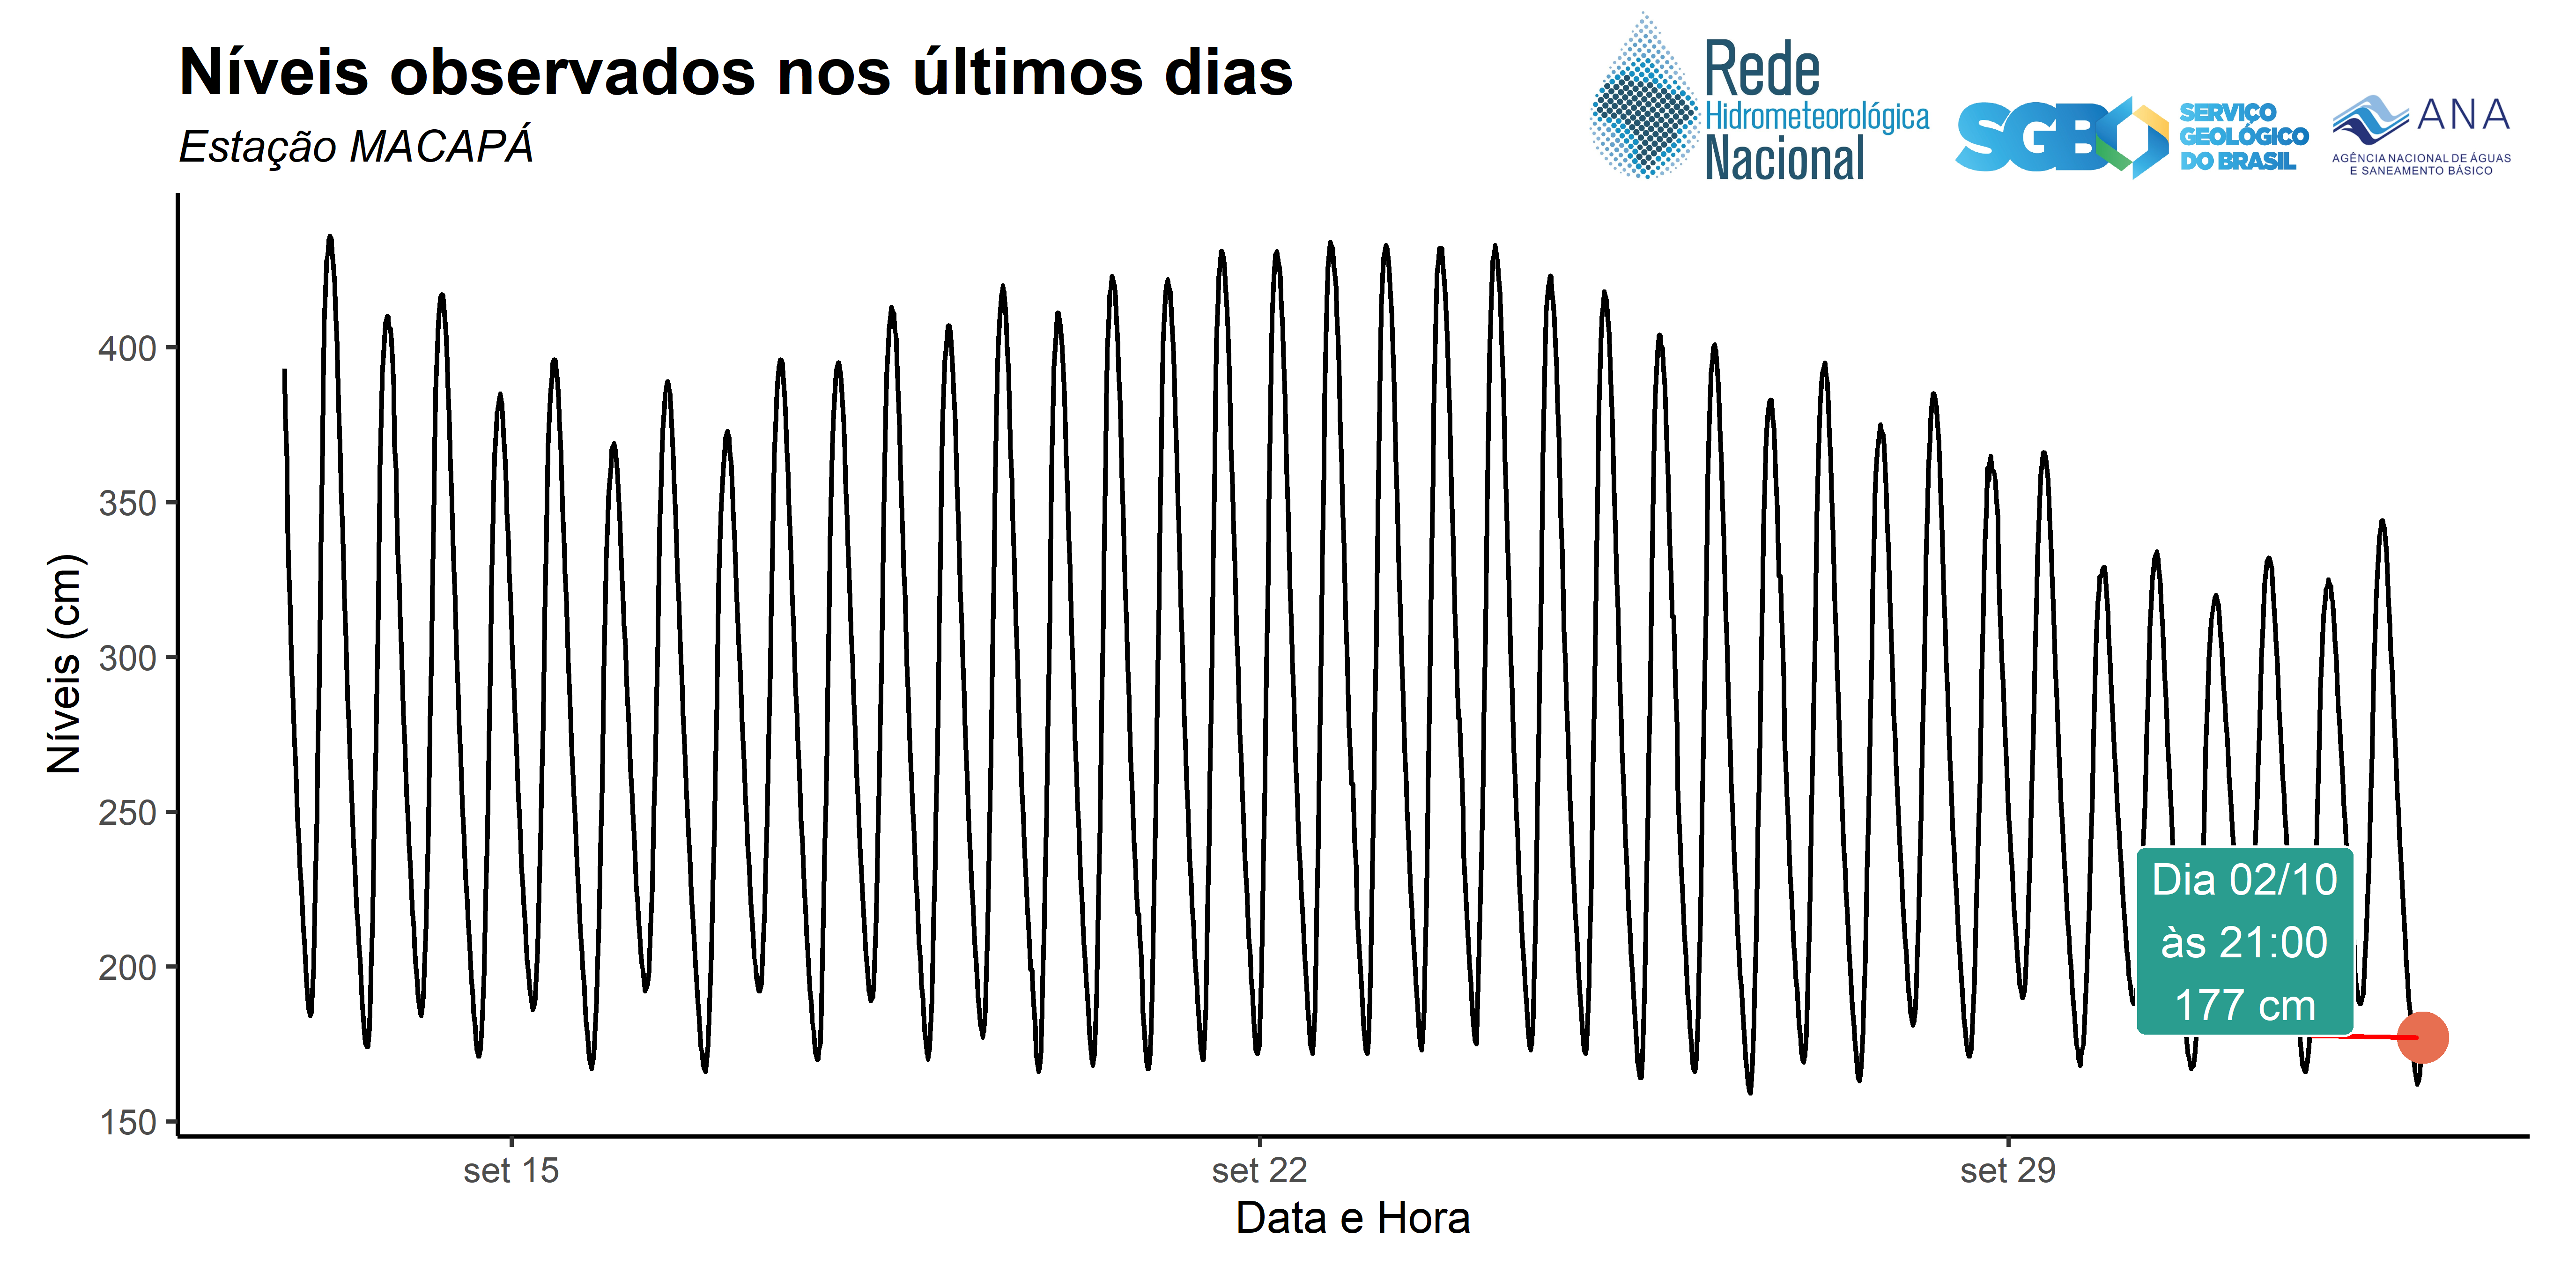 Níveis observados nos últimos dias
Estação MACAPÁ
Rede
Hidrometeorológica
Nacional
SGB
SERVIÇO
GEOLÓGICO
DO BRASIL
ANA
AGÊNCIA NACIONAL DE ÁGUAS
E SANEAMENTO BÁSICO
Níveis (cm)
400
350
300
250
200
150
Dia 02/10
às 21:00
177 cm
set 15
set 22
set 29
Data e Hora